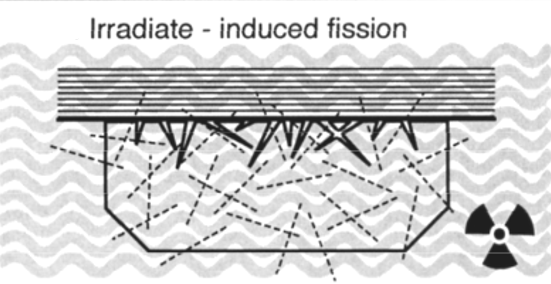 Irradiate - induced fission